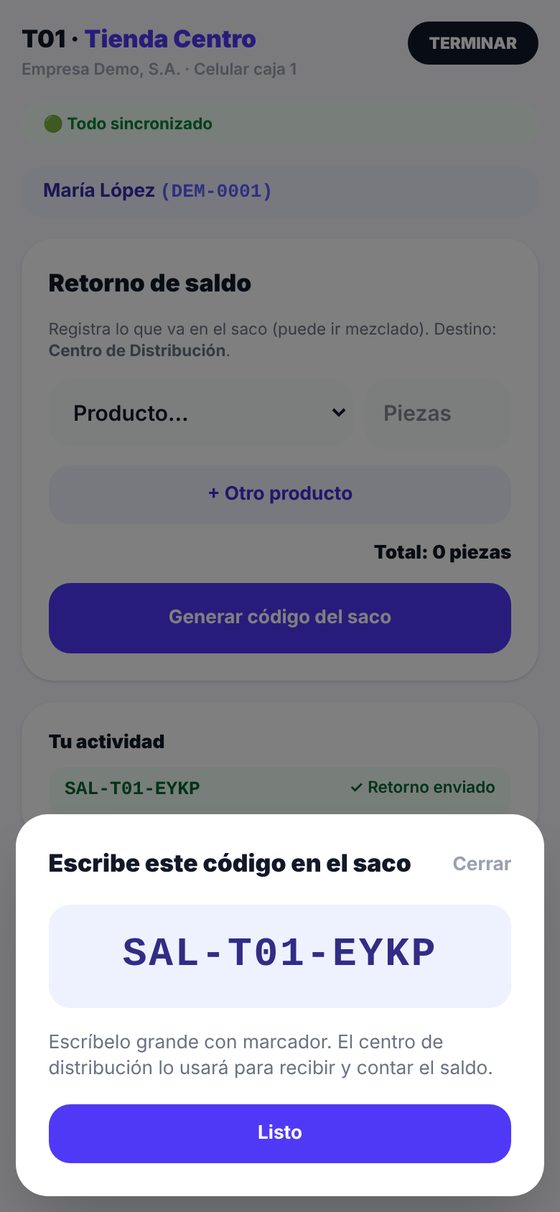 T01 · Tienda Centro
TERMINAR
Empresa Demo, S.A. · Celular caja 1
Todo sincronizado
María López (DEM-0001)
Retorno de saldo
Registra lo que va en el saco (puede ir mezclado). Destino:
Centro de Distribución.
Producto...
Piezas
+ Otro producto
Total: 0 piezas
Generar código del saco
Tu actividad
SAL-T01-EYKP
✓ Retorno enviado
Escribe este código en el saco
Cerrar
SAL-T01-EYKP
Escríbelo grande con marcador. El centro de
distribución lo usará para recibir y contar el saldo.
Listo